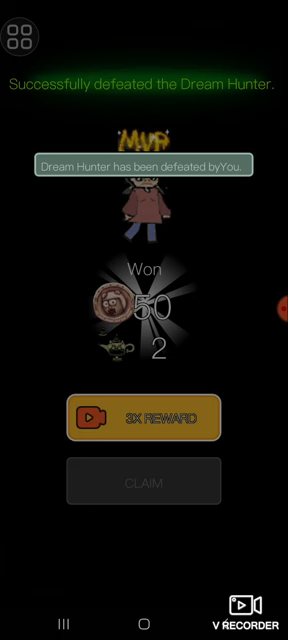 Successfully defeated the Dream Hunter.
MVP
Dream Hunter has been defeated byYou.
Won
50
2
3X REWARD
CLAIM
V RECORDER